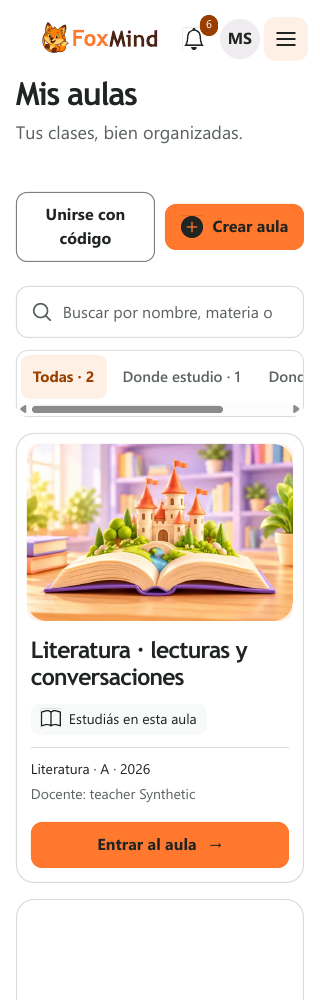 FoxMind
6
MS
Mis aulas
Tus clases, bien organizadas.
Unirse con
código
Crear aula
Buscar por nombre, materia o
Todas · 2
Donde estudio · 1
Dond
Literatura · lecturas y
conversaciones
Estudiás en esta aula
Literatura · A · 2026
Docente: teacher Synthetic
Entrar al aula →